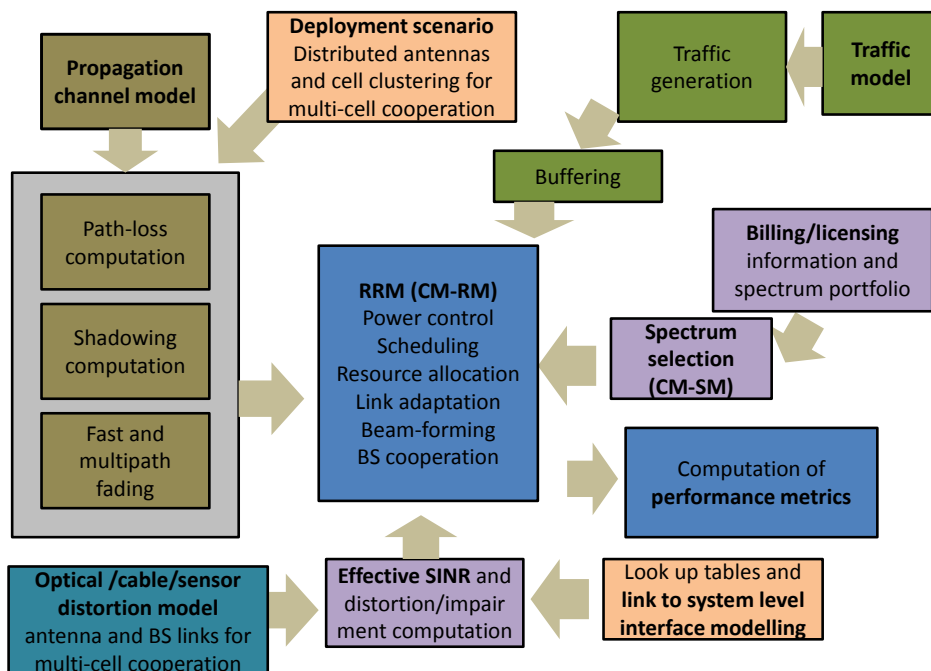 Propagation
channel model
Deployment scenario
Distributed antennas
and cell clustering for
multi-cell cooperation
Traffic
generation
Traffic
model
Buffering
Path-loss
computation
Shadowing
computation
Fast and
multipath
fading
RRM (CM-RM)
Power control
Scheduling
Resource allocation
Link adaptation
Beam-forming
BS cooperation
Billing/licensing
information and
spectrum portfolio
Spectrum
selection
(CM-SM)
Computation of
performance metrics
Optical /cable/sensor
distortion model
antenna and BS links for
multi-cell cooperation
Effective SINR and
distortion/impair
ment computation
Look up tables and
link to system level
interface modelling